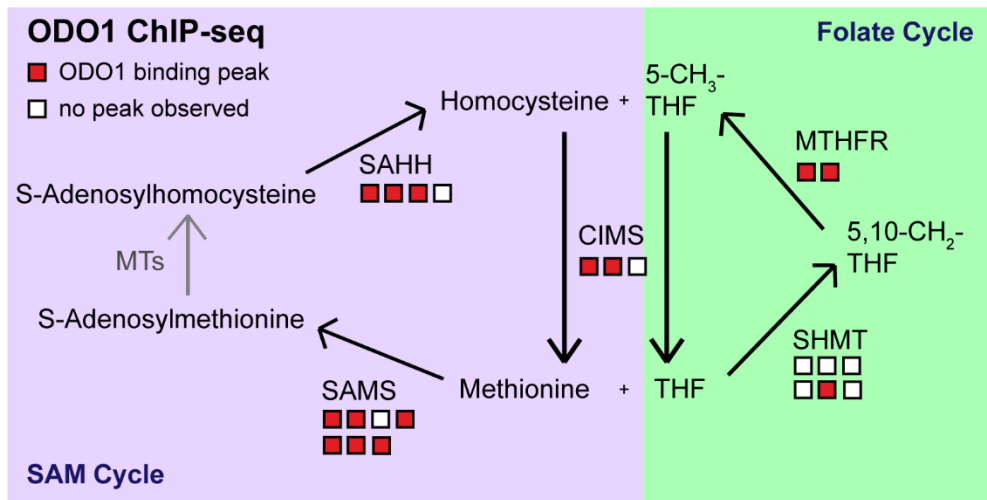 ODO1 ChIP-seq
ODO1 binding peak
no peak observed
Folate Cycle
Homocysteine +
5-CH₃-
THF
MTHFR
SAHH
S-Adenosylhomocysteine
CIMS
5,10-CH₂-
THF
MTs
S-Adenosylmethionine
SHMT
SAMS
Methionine + THF
SAM Cycle